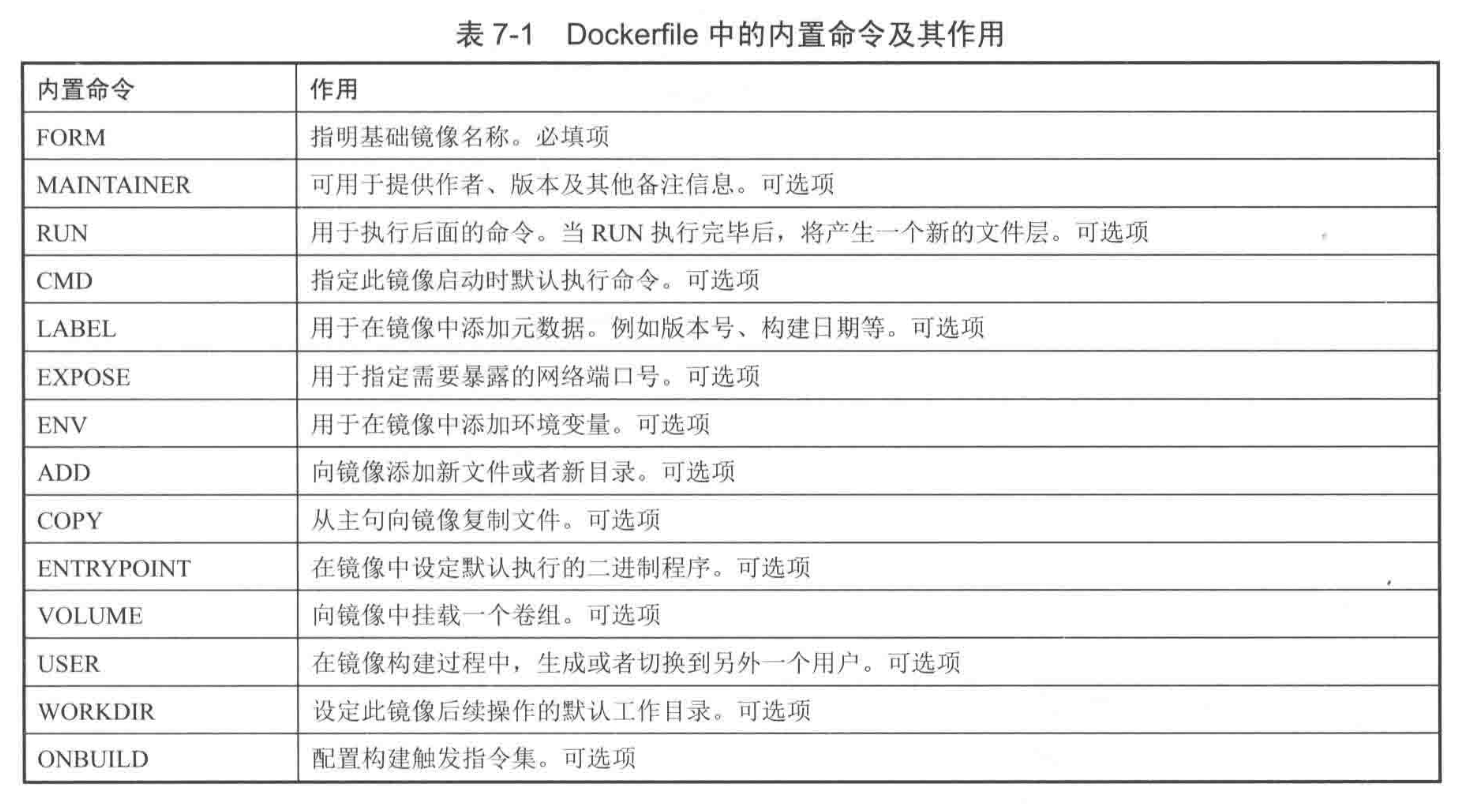 表 7-1 Dockerfile 中的内置命令及其作用
内置命令 作用
FORM 指明基础镜像名称。必填项
MAINTAINER 可用于提供作者、版本及其他备注信息。可选项
RUN 用于执行后面的命令。当 RUN 执行完毕后，将产生一个新的文件层。可选项
CMD 指定此镜像启动时默认执行命令。可选项
LABEL 用于在镜像中添加元数据。例如版本号、构建日期等。可选项
EXPOSE 用于指定需要暴露的网络端口号。可选项
ENV 用于在镜像中添加环境变量。可选项
ADD 向镜像添加新文件或者新目录。可选项
COPY 从主句向镜像复制文件。可选项
ENTRYPOINT 在镜像中设定默认执行的二进制程序。可选项
VOLUME 向镜像中挂载一个卷组。可选项
USER 在镜像构建过程中，生成或者切换到另外一个用户。可选项
WORKDIR 设定此镜像后续操作的默认工作目录。可选项
ONBUILD 配置构建触发指令集。可选项